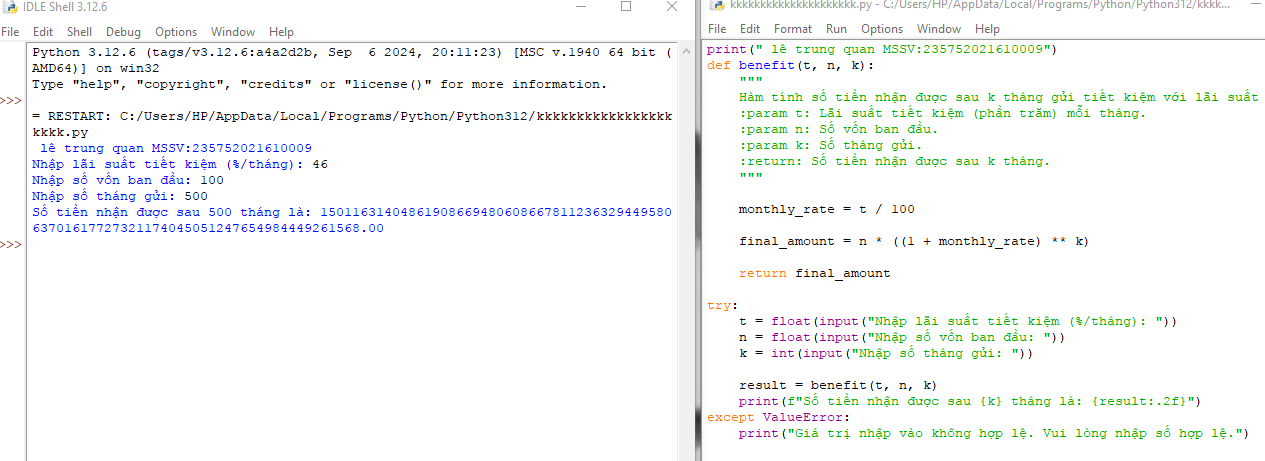 IDLE Shell 3.12.6
File Edit Shell Debug Options Window Help
Python 3.12.6 (tags/v3.12.6:a4a2d2b, Sep  6 2024, 20:11:23) [MSC v.1940 64 bit (
AMD64)] on win32
Type "help", "copyright", "credits" or "license()" for more information.
>>>
= RESTART: C:/Users/HP/AppData/Local/Programs/Python/Python312/kkkkkkkkkkkkkkkkk
kkkk.py
 lê trung quan MSSV:235752021610009
Nhập lãi suất tiết kiệm (%/tháng): 46
Nhập số vốn ban đầu: 100
Nhập số tháng gửi: 500
Số tiền nhận được sau 500 tháng là: 15011631404861908669480608667811236329449580
637016177273211740450512476549844492615​68.00
>>>
kkkkkkkkkkkkkkkkkkkkk.py - C:/Users/HP/AppData/Local/Programs/Python/Python312/kkkk...
File Edit Format Run Options Window Help
print(" lê trung quan MSSV:235752021610009")
def benefit(t, n, k):
    """
    Hàm tính số tiền nhận được sau k tháng gửi tiết kiệm với lãi suất
    :param t: Lãi suất tiết kiệm (phần trăm) mỗi tháng.
    :param n: Số vốn ban đầu.
    :param k: Số tháng gửi.
    :return: Số tiền nhận được sau k tháng.
    """
    monthly_rate = t / 100
    final_amount = n * ((1 + monthly_rate) ** k)
    return final_amount
try:
    t = float(input("Nhập lãi suất tiết kiệm (%/tháng): "))
    n = float(input("Nhập số vốn ban đầu: "))
    k = int(input("Nhập số tháng gửi: "))
    result = benefit(t, n, k)
    print(f"Số tiền nhận được sau {k} tháng là: {result:.2f}")
except ValueError:
    print("Giá trị nhập vào không hợp lệ. Vui lòng nhập số hợp lệ.")